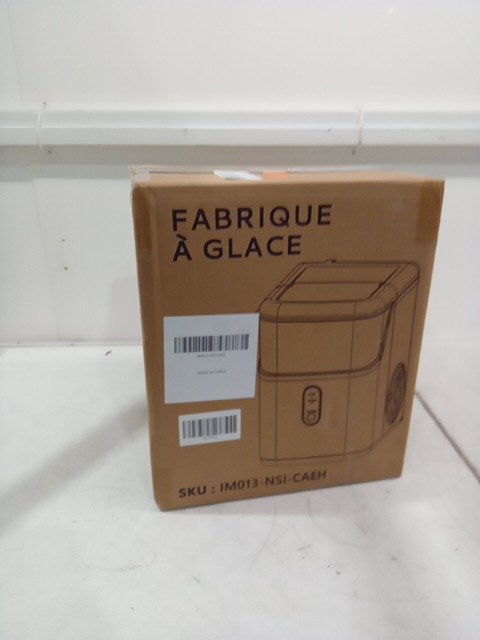 FABRIQUE
À GLACE
SKU : IM013-NSI-CAEH